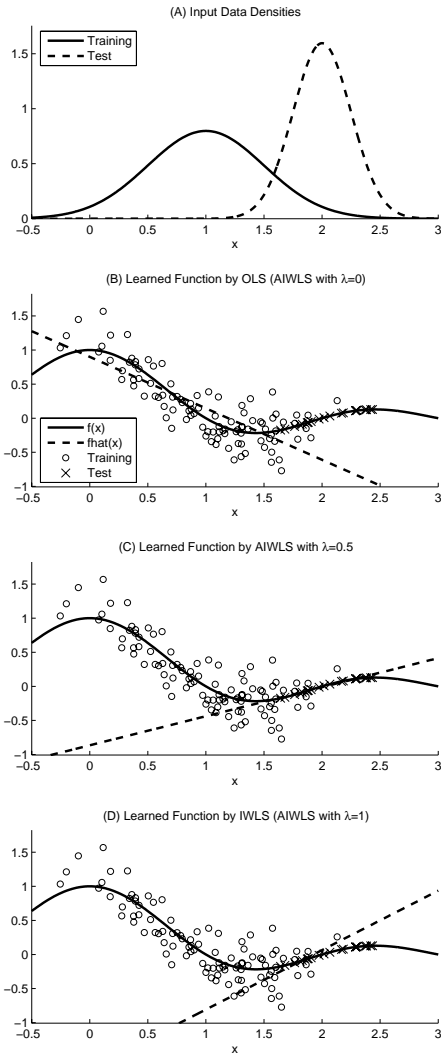 (A) Input Data Densities
Training
Test
1.5
1
0.5
0
−0.5 0 0.5 1 1.5 2 2.5 3
x
(B) Learned Function by OLS (AIWLS with λ=0)
1.5
1
0.5
0
−0.5
−1
f(x)
fhat(x)
Training
Test
−0.5 0 0.5 1 1.5 2 2.5 3
x
(C) Learned Function by AIWLS with λ=0.5
1.5
1
0.5
0
−0.5
−1
−0.5 0 0.5 1 1.5 2 2.5 3
x
(D) Learned Function by IWLS (AIWLS with λ=1)
1.5
1
0.5
0
−0.5
−1
−0.5 0 0.5 1 1.5 2 2.5 3
x